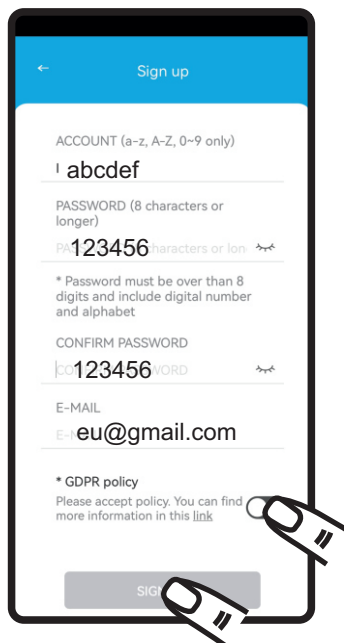 ← Sign up
ACCOUNT (a-z, A-Z, 0~9 only)
abcdef
PASSWORD (8 characters or
longer)
123456
* Password must be over than 8
digits and include digital number
and alphabet
CONFIRM PASSWORD
123456
E-MAIL
eu@gmail.com
* GDPR policy
Please accept policy. You can find
more information in this link